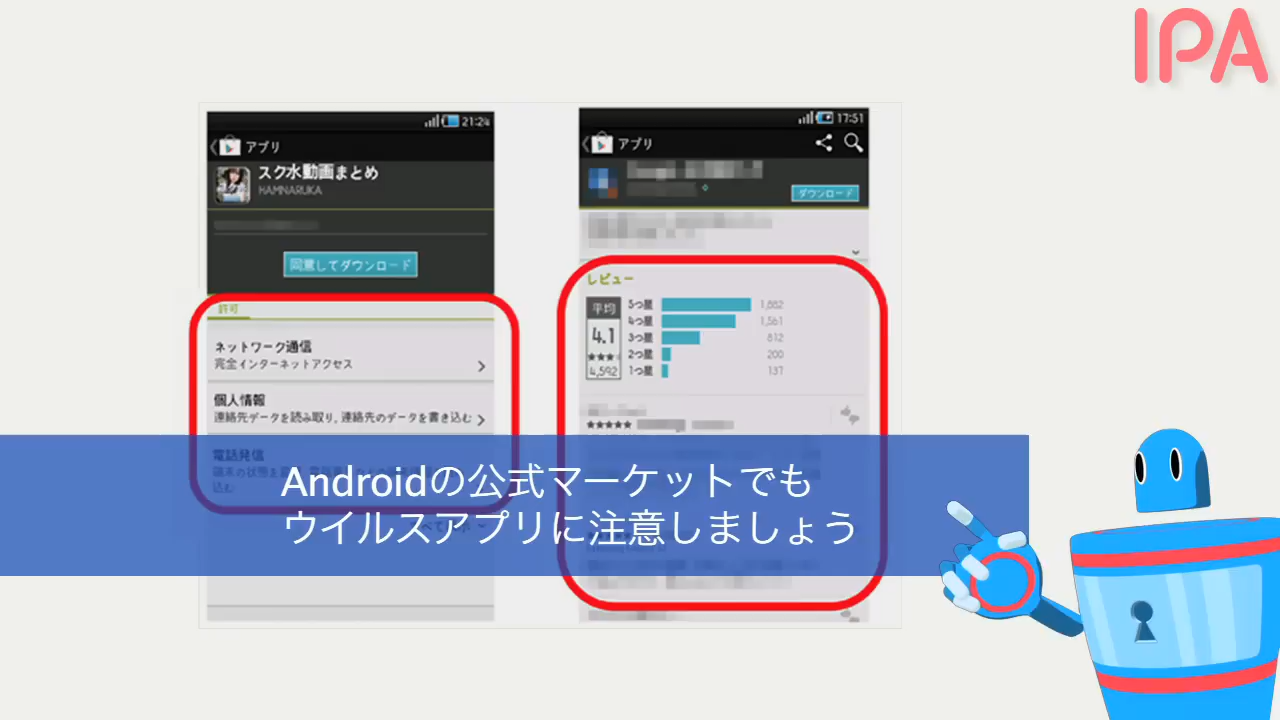 IPA
21:24
アプリ
スク水動画まとめ
HAMNARUKA
同意してダウンロード
許可
ネットワーク通信
完全インターネットアクセス
個人情報
連絡先データを読み取り, 連絡先のデータを書き込む
電話発信
17:51
アプリ
ダウンロード
レビュー
平均
4.1
4,592
5つ星 1,882
4つ星 1,561
3つ星 812
2つ星 200
1つ星 137
Androidの公式マーケットでも
ウイルスアプリに注意しましょう